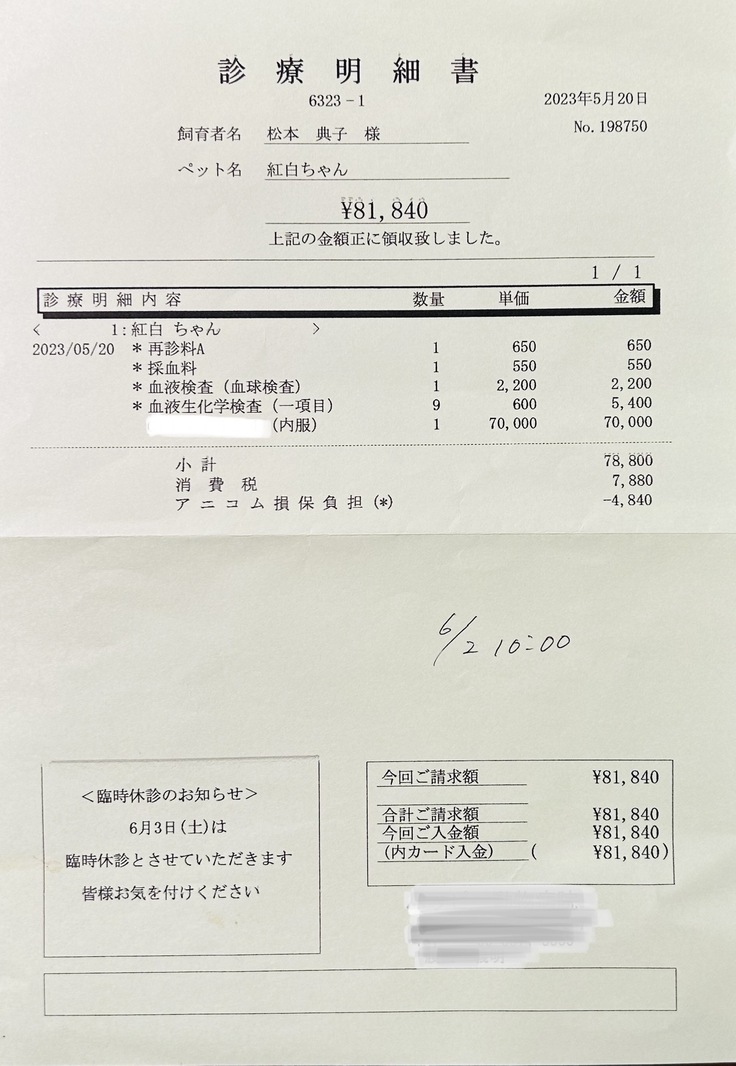 診療明細書
6323-1
2023年5月20日
No.198750
飼育者名 松本 典子 様
ペット名 紅白ちゃん
¥81,840
上記の金額正に領収致しました。
1 / 1
診療明細内容 数量 単価 金額
< 1:紅白 ちゃん >
2023/05/20 *再診料A 1 650 650
*採血料 1 550 550
*血液検査(血球検査) 1 2,200 2,200
*血液生化学検査(一項目) 9 600 5,400
(内服) 1 70,000 70,000
小計 78,800
消費税 7,880
アニコム損保負担(*) -4,840
6/2 10:00
<臨時休診のお知らせ>
6月3日(土)は
臨時休診とさせていただきます
皆様お気を付けください
今回ご請求額 ¥81,840
合計ご請求額 ¥81,840
今回ご入金額 ¥81,840
(内カード入金) ( ¥81,840)